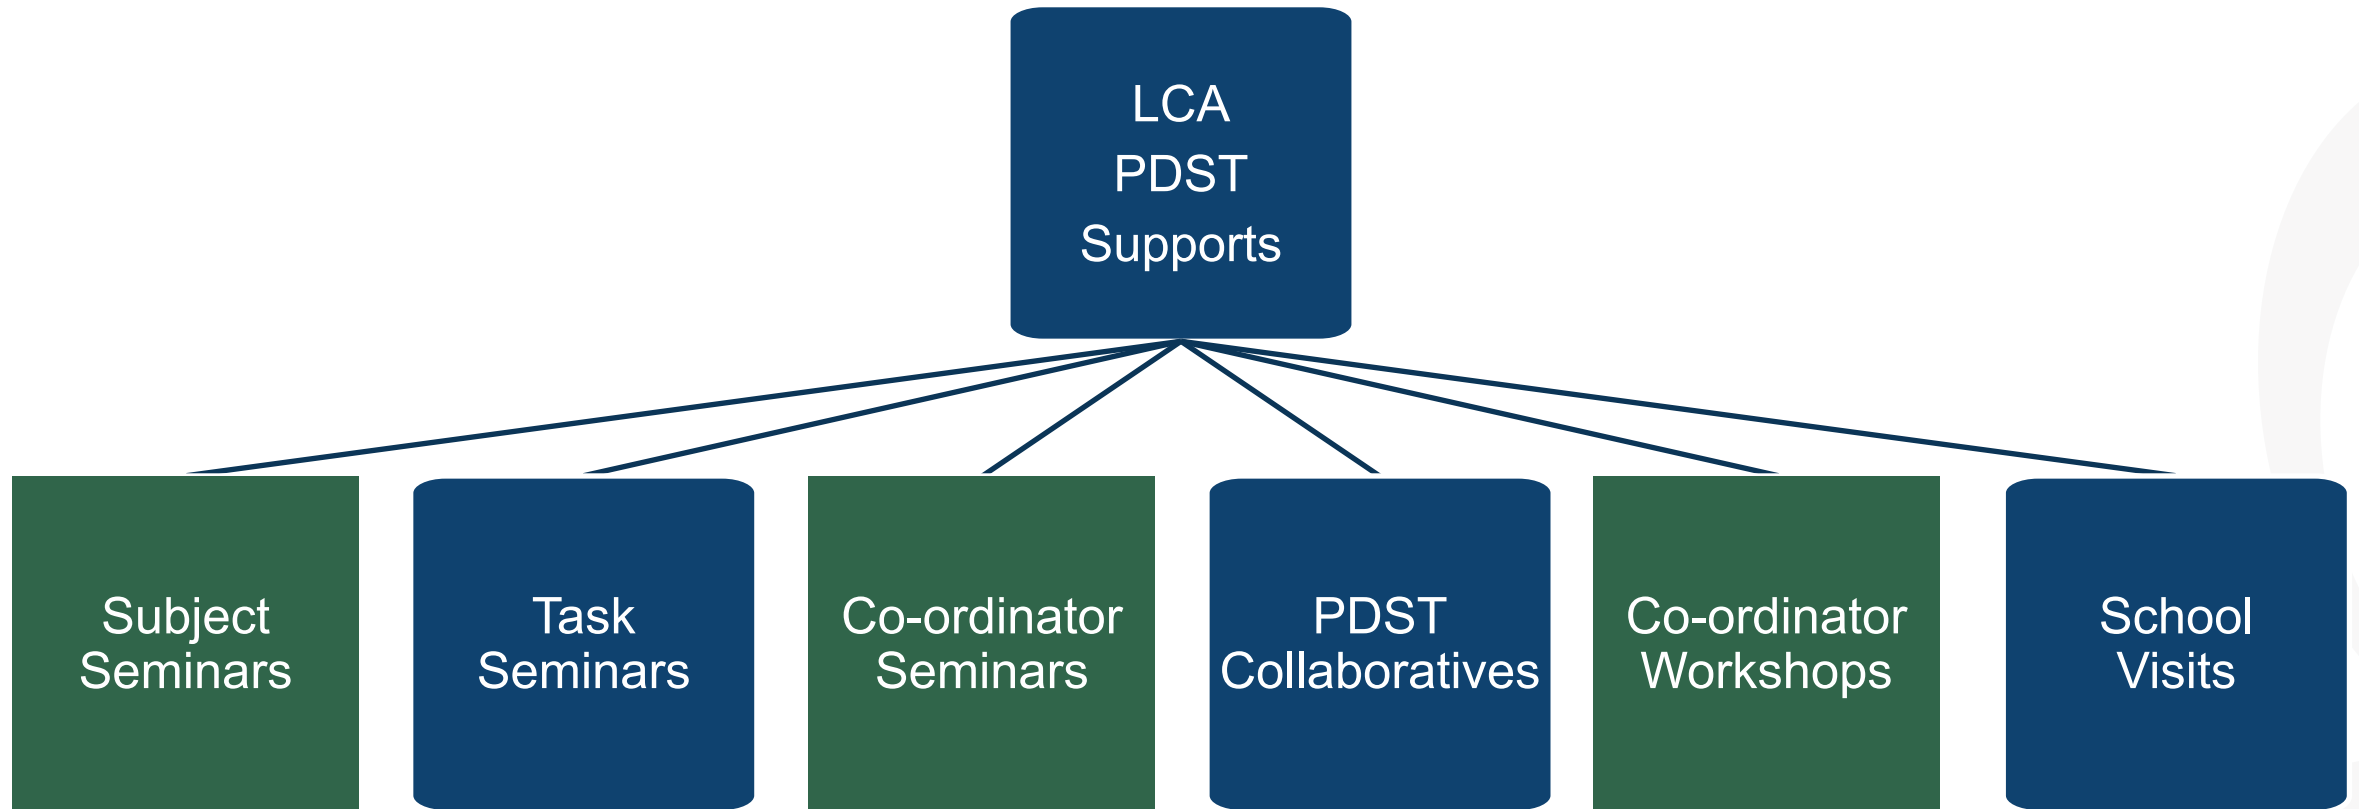 LCA
PDST
Supports
Subject
Seminars
Task
Seminars
Co-ordinator
Seminars
PDST
Collaboratives
Co-ordinator
Workshops
School
Visits